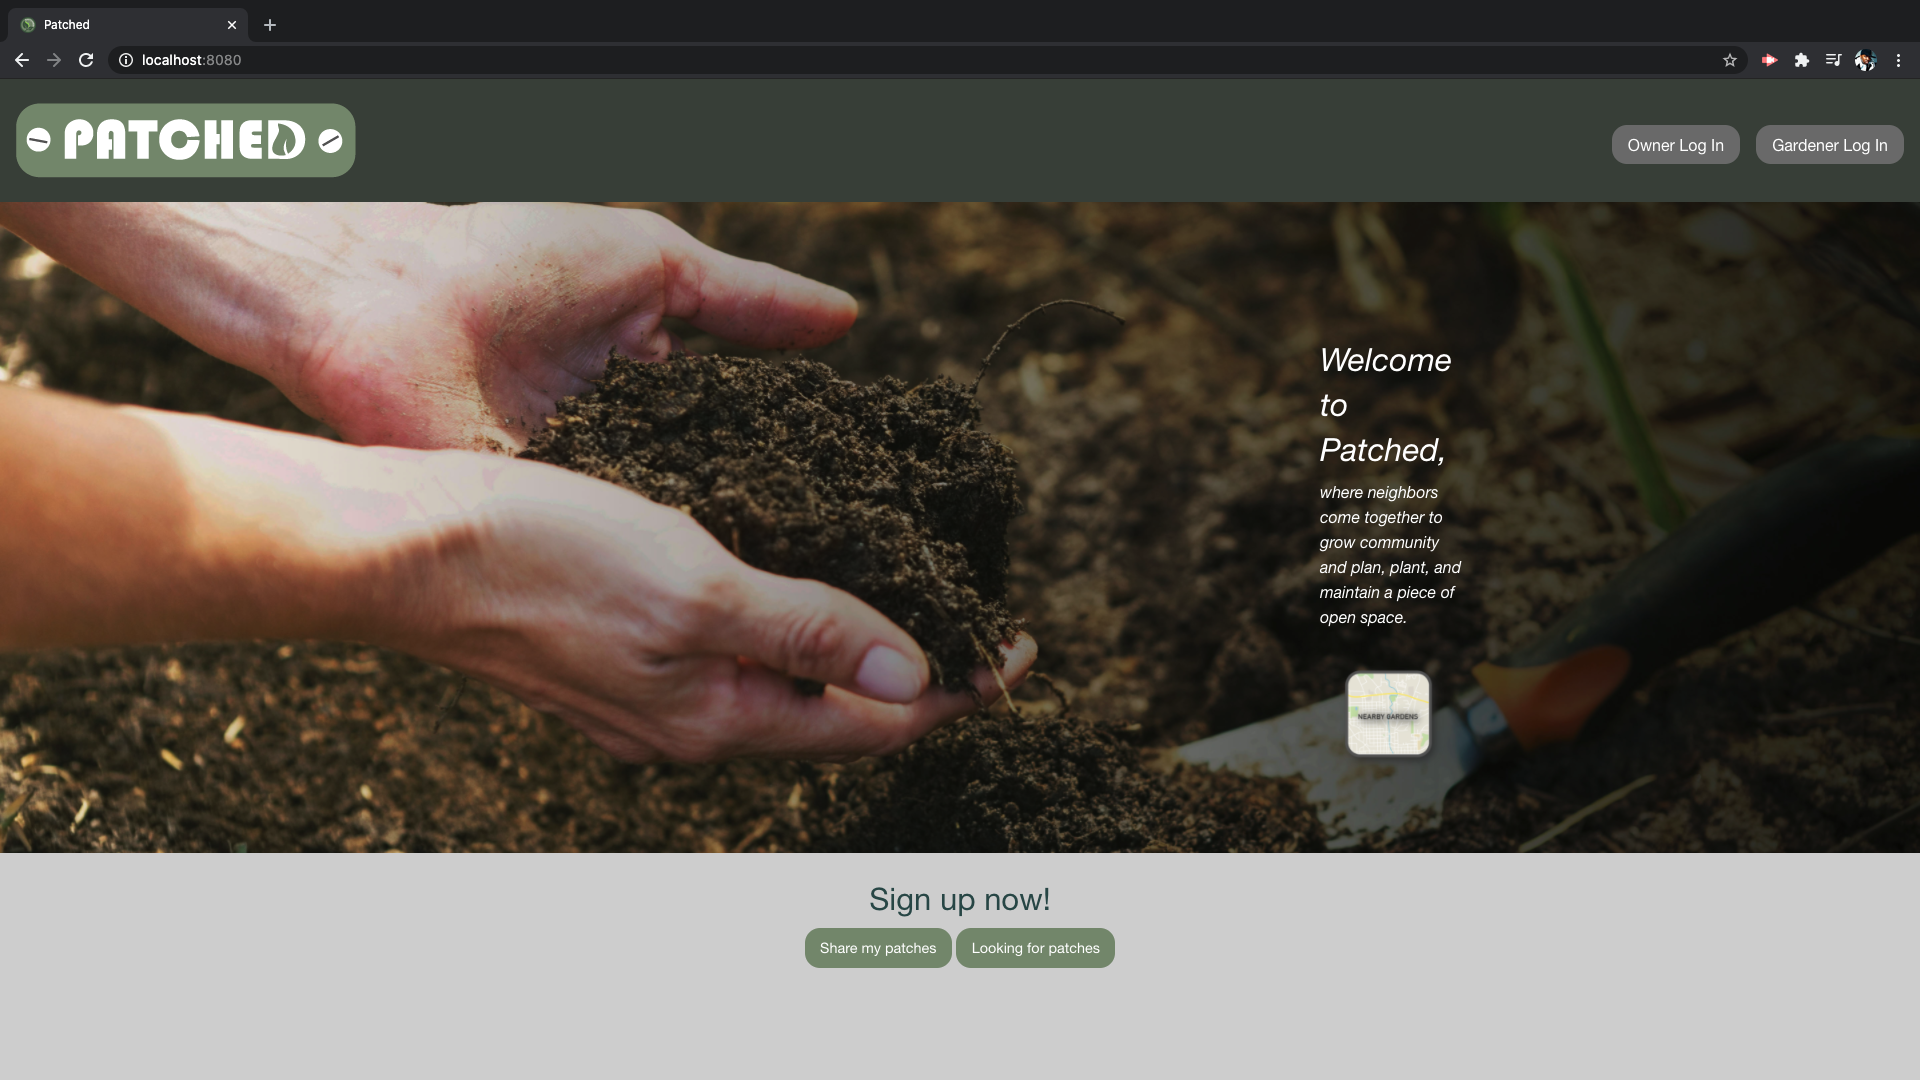 Patched
localhost:8080
PATCHED
Owner Log In
Gardener Log In
Welcome
to
Patched,
where neighbors
come together to
grow community
and plan, plant, and
maintain a piece of
open space.
NEARBY GARDENS
Sign up now!
Share my patches
Looking for patches